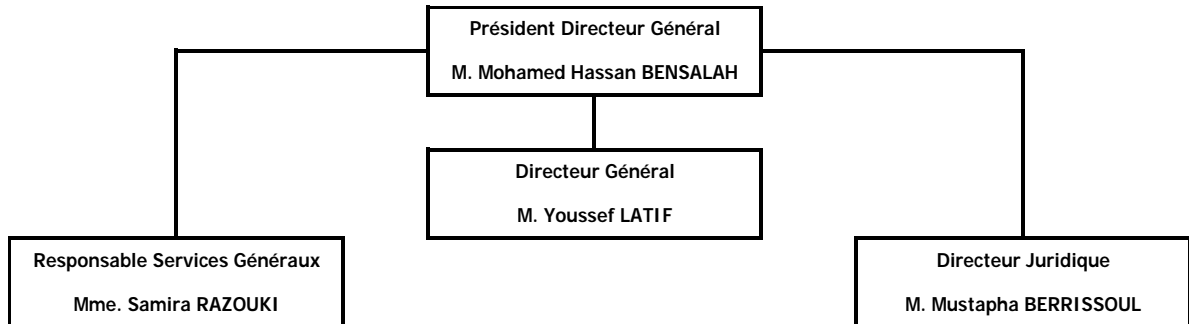 Président Directeur Général
M. Mohamed Hassan BENSALAH
Directeur Général
M. Youssef LATIF
Responsable Services Généraux
Mme. Samira RAZOUKI
Directeur Juridique
M. Mustapha BERRISSOUL